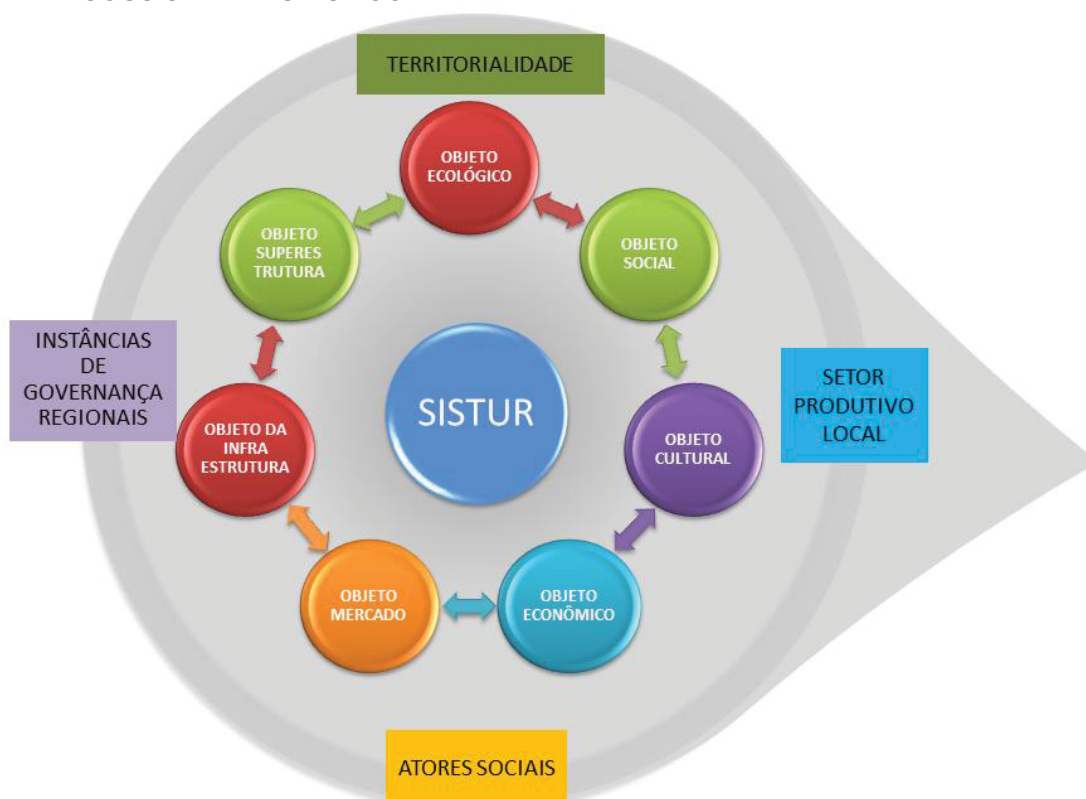 TERRITORIALIDADE
OBJETO
ECOLÓGICO
OBJETO
SUPERES
TRUTURA
OBJETO
SOCIAL
INSTÂNCIAS
DE
GOVERNANÇA
REGIONAIS
SISTUR
SETOR
PRODUTIVO
LOCAL
OBJETO DA
INFRA
ESTRUTURA
OBJETO
CULTURAL
OBJETO
MERCADO
OBJETO
ECONÔMICO
ATORES SOCIAIS